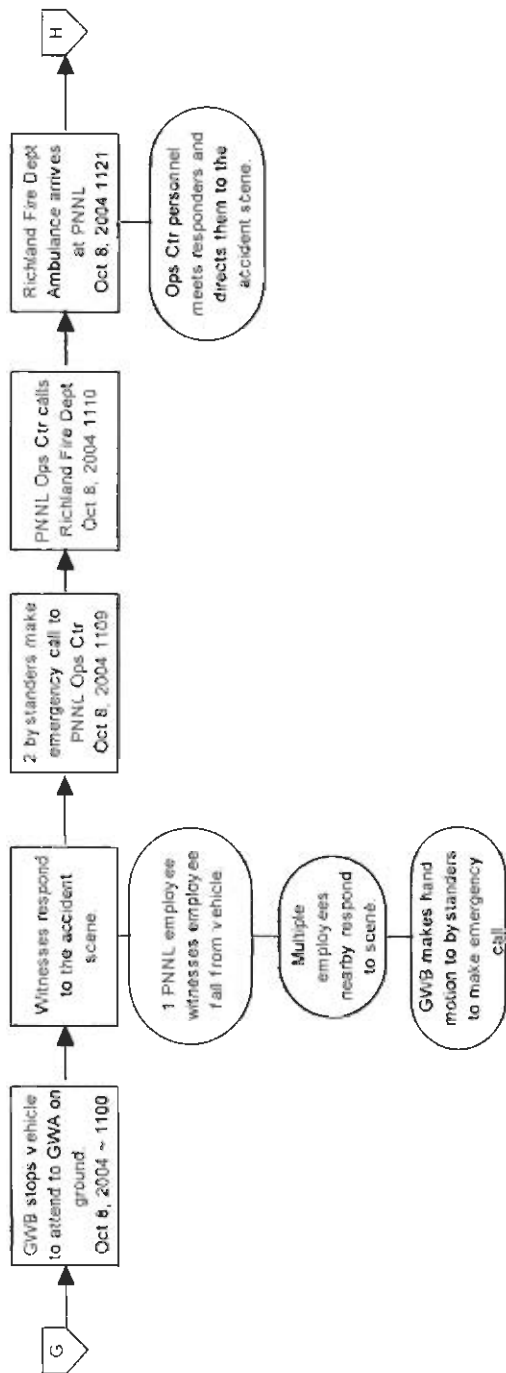 G
GWB stops vehicle
to attend to GWA on
ground.
Oct 8, 2004 ~ 1100
Witnesses respond
to the accident
scene.
1 PNNL employee
witnesses employee
fall from vehicle.
Multiple
employees
nearby respond
to scene.
GWB makes hand
motion to bystanders
to make emergency
call.
2 bystanders make
emergency call to
PNNL Ops Ctr
Oct 8, 2004 1109
PNNL Ops Ctr calls
Richland Fire Dept
Oct 8, 2004 1110
Richland Fire Dept
Ambulance arrives
at PNNL
Oct 8, 2004 1121
Ops Ctr personnel
meets responders and
directs them to the
accident scene.
H